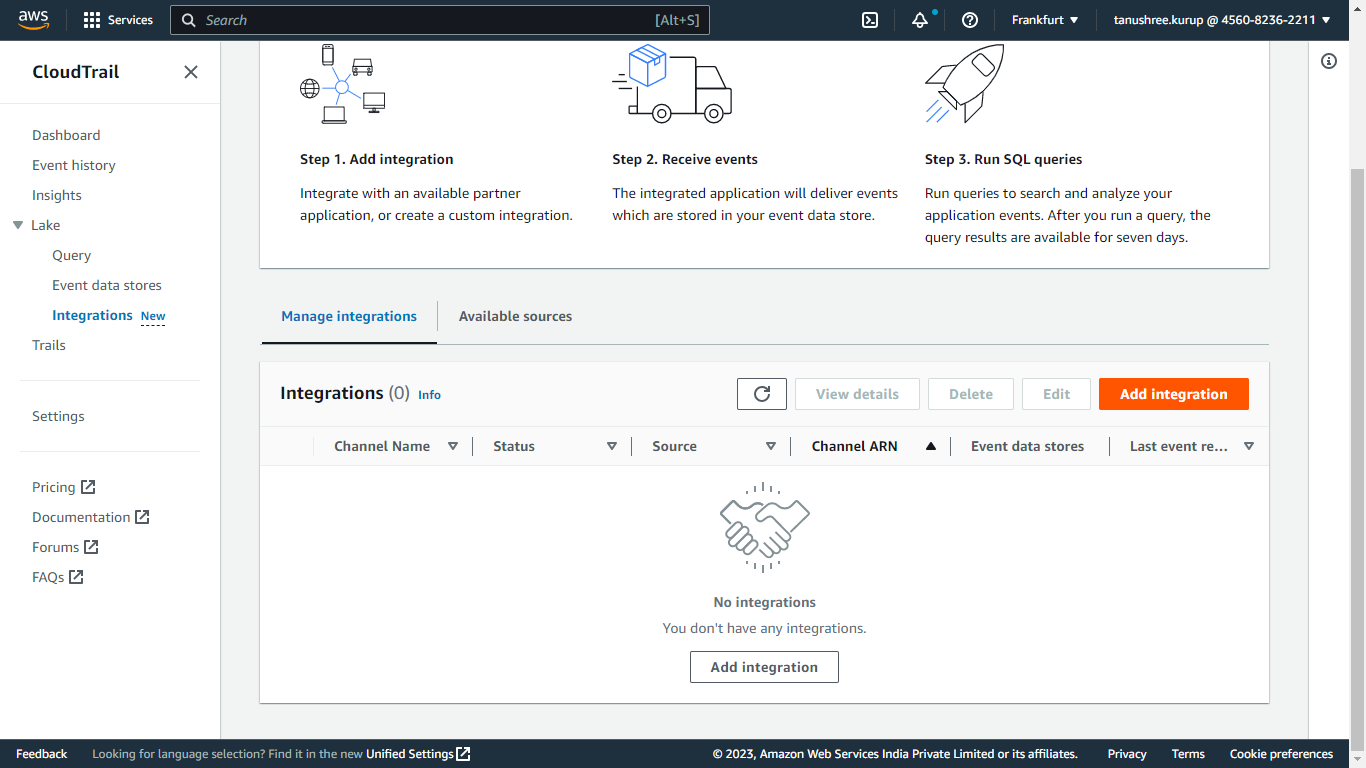 aws
Services
Search
[Alt+S]
Frankfurt
tanushree.kurup @ 4560-8236-2211
CloudTrail
Dashboard
Event history
Insights
Lake
Query
Event data stores
Integrations New
Trails
Settings
Pricing
Documentation
Forums
FAQs
Step 1. Add integration
Integrate with an available partner
application, or create a custom integration.
Step 2. Receive events
The integrated application will deliver events
which are stored in your event data store.
Step 3. Run SQL queries
Run queries to search and analyze your
application events. After you run a query, the
query results are available for seven days.
Manage integrations
Available sources
Integrations (0) Info
View details
Delete
Edit
Add integration
Channel Name
Status
Source
Channel ARN
Event data stores
Last event re...
No integrations
You don't have any integrations.
Add integration
Feedback
Looking for language selection? Find it in the new Unified Settings
© 2023, Amazon Web Services India Private Limited or its affiliates.
Privacy
Terms
Cookie preferences